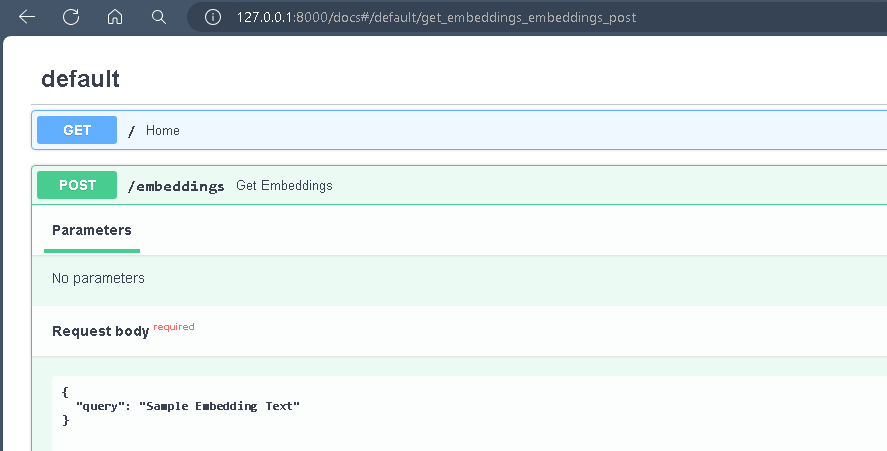 127.0.0.1:8000/docs#/default/get_embeddings_embeddings_post
default
GET / Home
POST /embeddings Get Embeddings
Parameters
No parameters
Request body required
{
"query": "Sample Embedding Text"
}